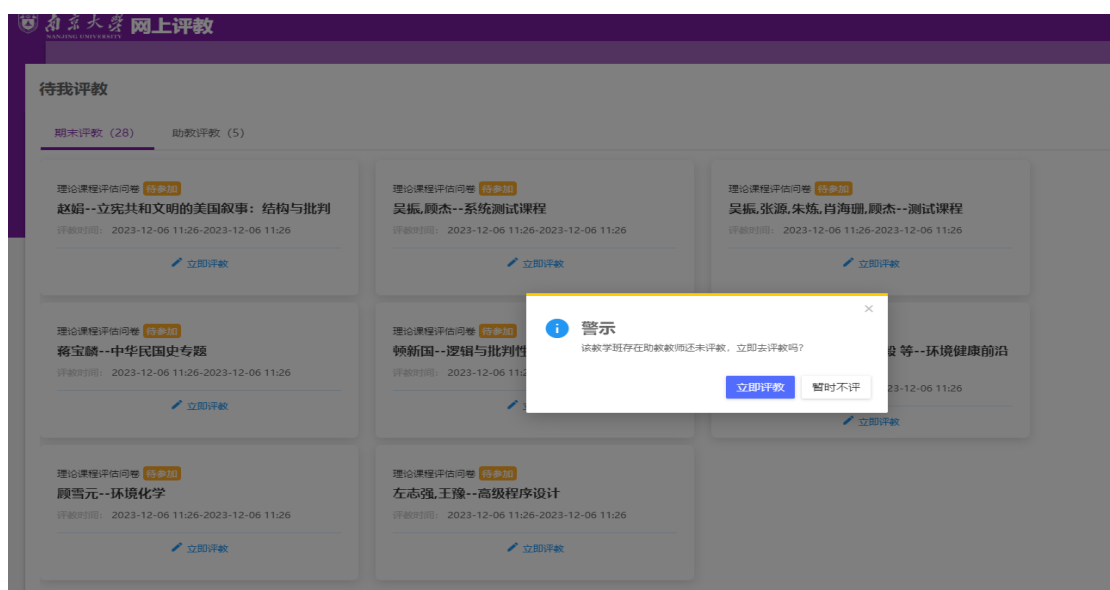 南京大学 网上评教
NANJING UNIVERSITY
待我评教
期末评教（28） 助教评教（5）
理论课程评估问卷 待参加
赵娟--立宪共和文明的美国叙事：结构与批判
评教时间：2023-12-06 11:26-2023-12-06 11:26
立即评教
理论课程评估问卷 待参加
吴振,顾杰--系统测试课程
评教时间：2023-12-06 11:26-2023-12-06 11:26
立即评教
理论课程评估问卷 待参加
吴振,张源,朱炼,肖海珊,顾杰--测试课程
评教时间：2023-12-06 11:26-2023-12-06 11:26
立即评教
理论课程评估问卷 待参加
蒋宝麟--中华民国史专题
评教时间：2023-12-06 11:26-2023-12-06 11:26
立即评教
理论课程评估问卷 待参加
顿新国--逻辑与批判性
评教时间：2023-12-06 11:2
等--环境健康前沿
23-12-06 11:26
立即评教
警示
该教学班存在助教教师还未评教，立即去评教吗？
立即评教 暂时不评
理论课程评估问卷 待参加
顾雪元--环境化学
评教时间：2023-12-06 11:26-2023-12-06 11:26
立即评教
理论课程评估问卷 待参加
左志强,王豫--高级程序设计
评教时间：2023-12-06 11:26-2023-12-06 11:26
立即评教